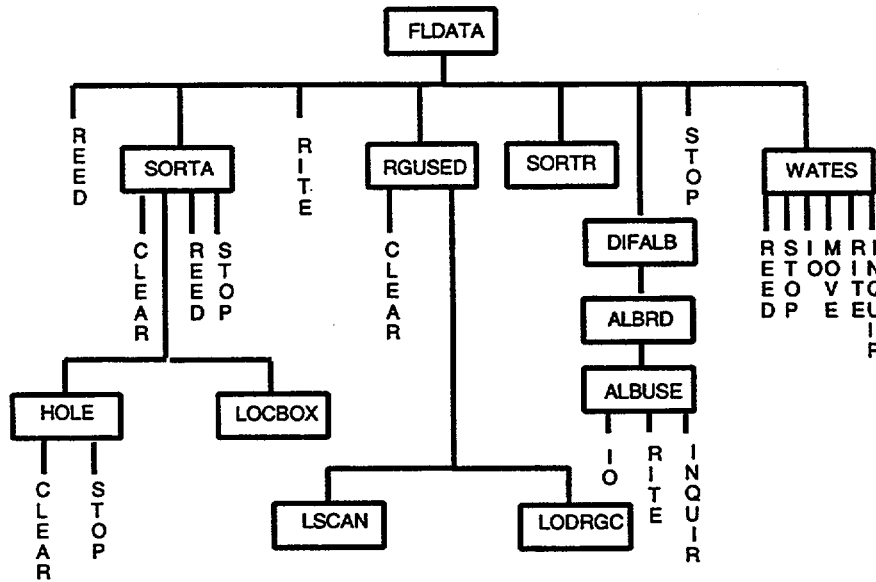 FLDATA
REED
SORTA
RITE
RGUSED
SORTR
STOP
WATES
CLEAR
REED
STOP
CLEAR
DIFALB
REED
STOP
IO
MOVE
RITE
INQUIR
ALBRD
ALBUSE
HOLE
LOCBOX
IO
RITE
INQUIR
CLEAR
STOP
LSCAN
LODRGC